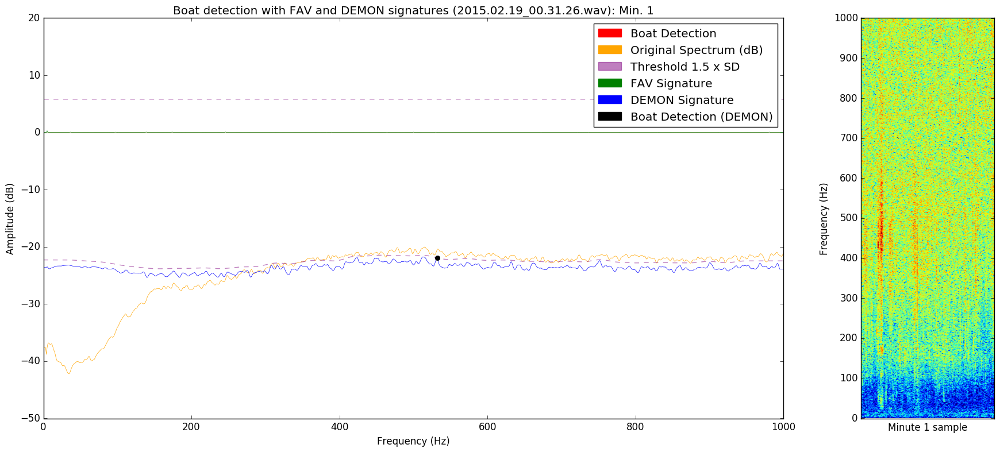 Boat detection with FAV and DEMON signatures (2015.02.19_00.31.26.wav): Min. 1
Boat Detection
Original Spectrum (dB)
Threshold 1.5 x SD
FAV Signature
DEMON Signature
Boat Detection (DEMON)
20
10
0
−10
−20
−30
−40
−50
Amplitude (dB)
0
200
400
600
800
1000
Frequency (Hz)
1000
900
800
700
600
500
400
300
200
100
0
Frequency (Hz)
Minute 1 sample